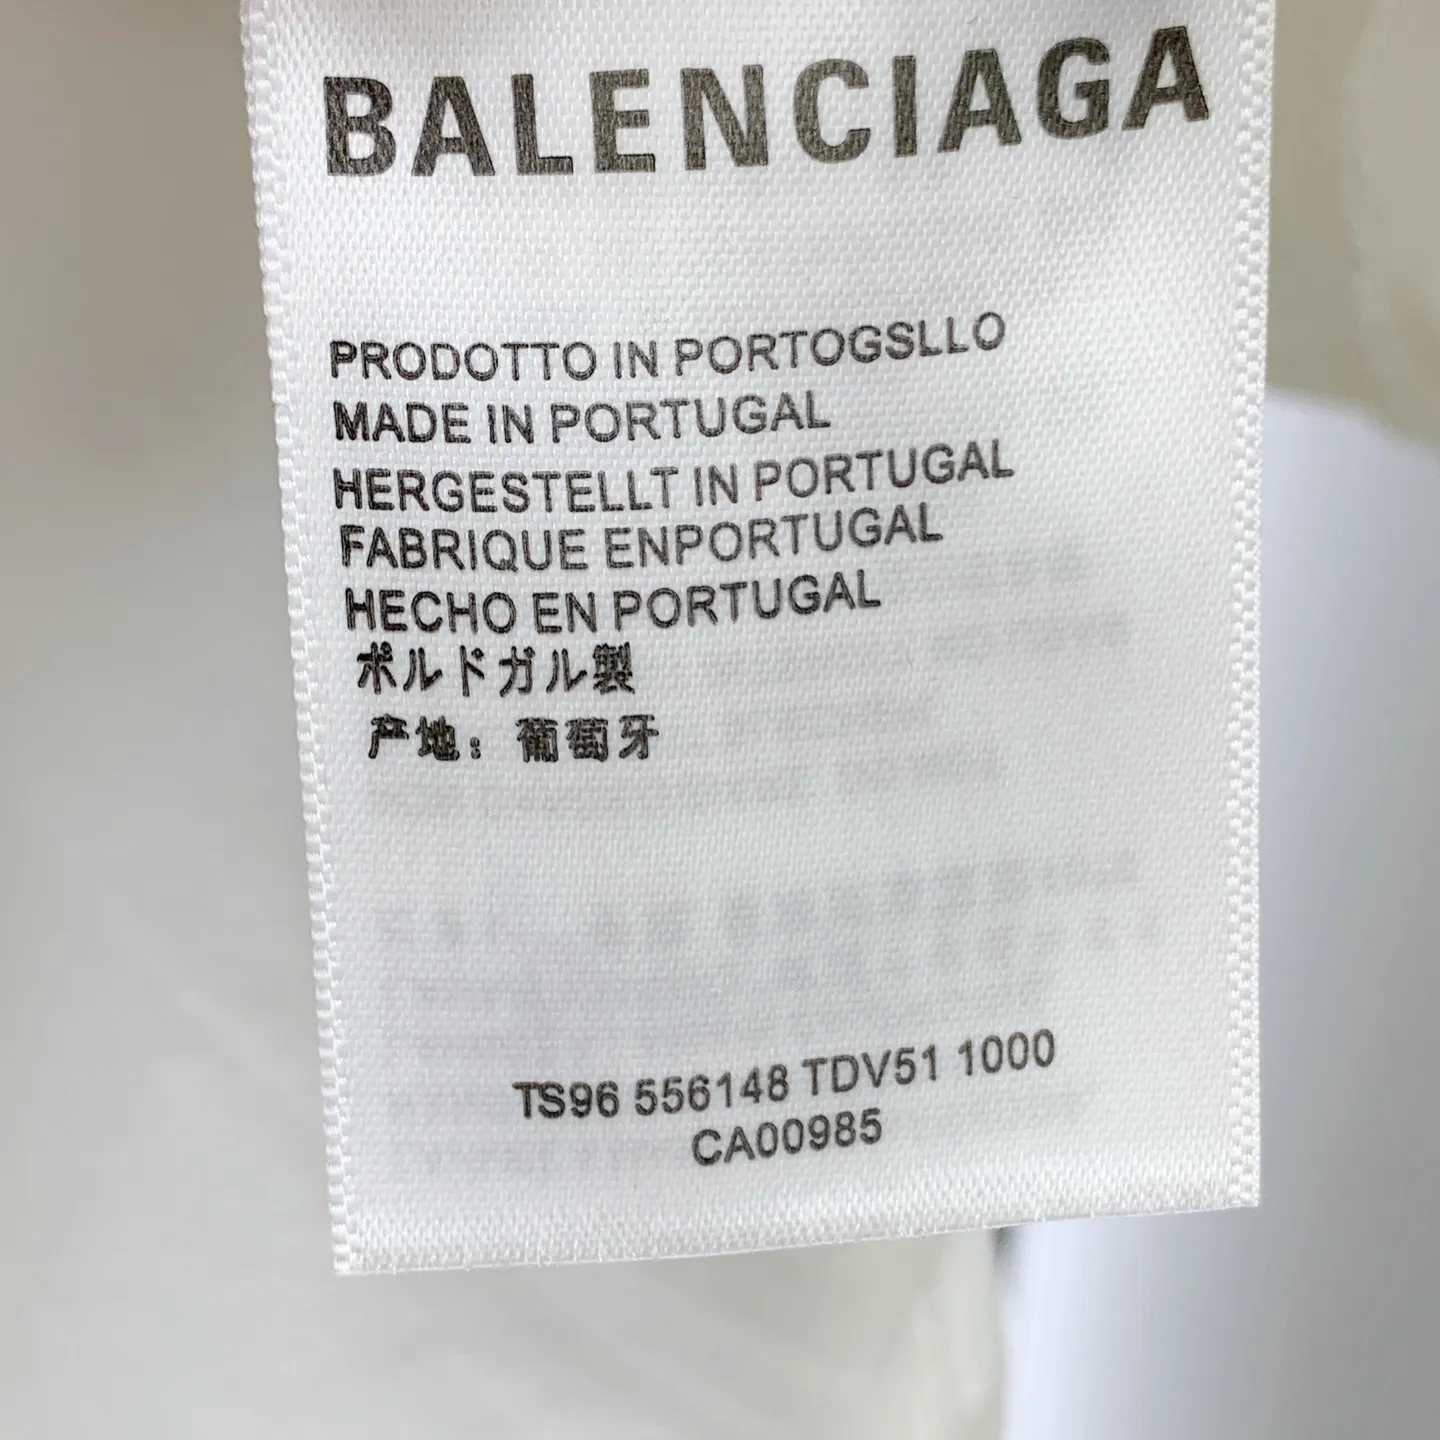 BALENCIAGA
PRODOTTO IN PORTOGSLLO
MADE IN PORTUGAL
HERGESTELLT IN PORTUGAL
FABRIQUE ENPORTUGAL
HECHO EN PORTUGAL
ポルドガル製
产地：葡萄牙
TS96 556148 TDV51 1000
CA00985